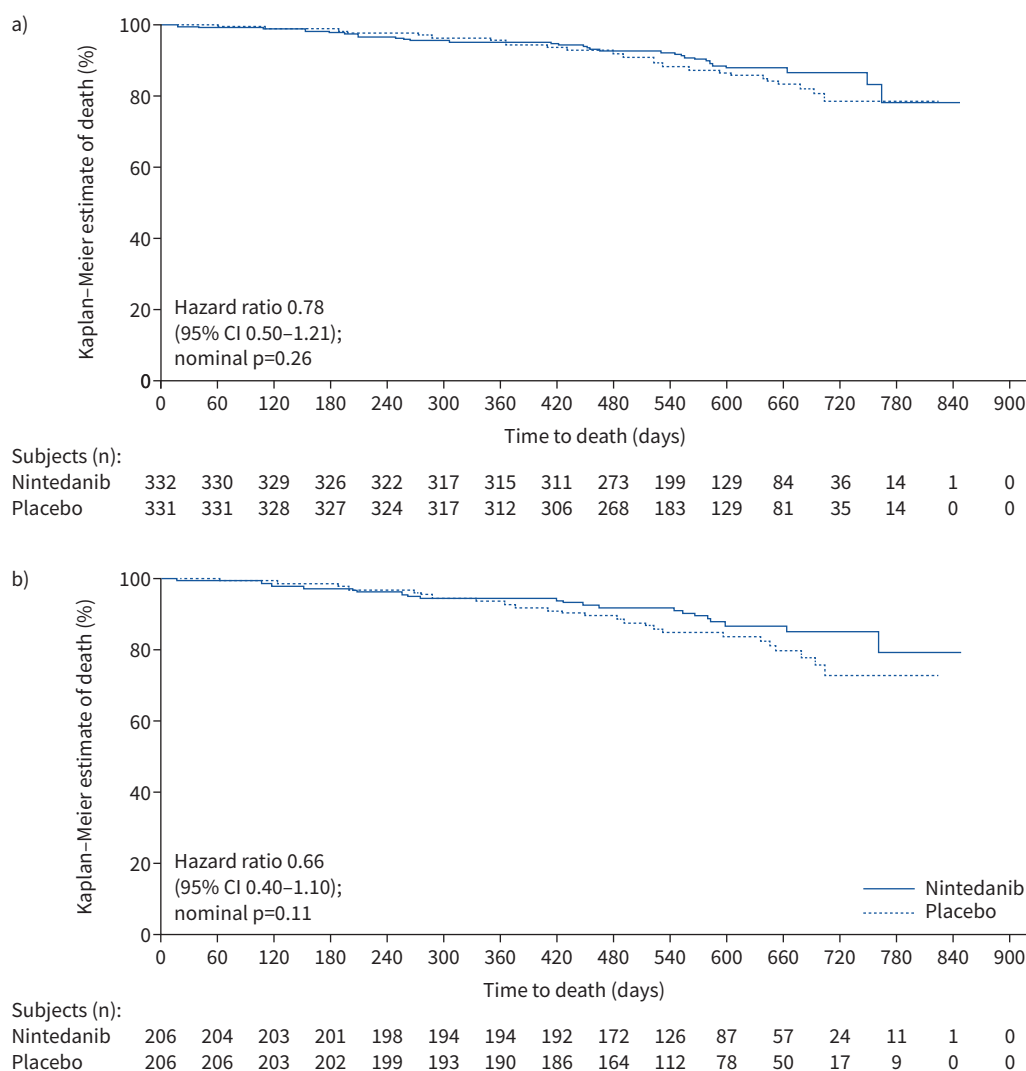 a)
Kaplan–Meier estimate of death (%)
100
80
60
40
20
0
Hazard ratio 0.78
(95% CI 0.50–1.21);
nominal p=0.26
0 60 120 180 240 300 360 420 480 540 600 660 720 780 840 900
Time to death (days)
Subjects (n):
Nintedanib 332 330 329 326 322 317 315 311 273 199 129 84 36 14 1 0
Placebo 331 331 328 327 324 317 312 306 268 183 129 81 35 14 0 0
b)
Kaplan–Meier estimate of death (%)
100
80
60
40
20
0
Hazard ratio 0.66
(95% CI 0.40–1.10);
nominal p=0.11
Nintedanib
Placebo
0 60 120 180 240 300 360 420 480 540 600 660 720 780 840 900
Time to death (days)
Subjects (n):
Nintedanib 206 204 203 201 198 194 194 192 172 126 87 57 24 11 1 0
Placebo 206 206 203 202 199 193 190 186 164 112 78 50 17 9 0 0